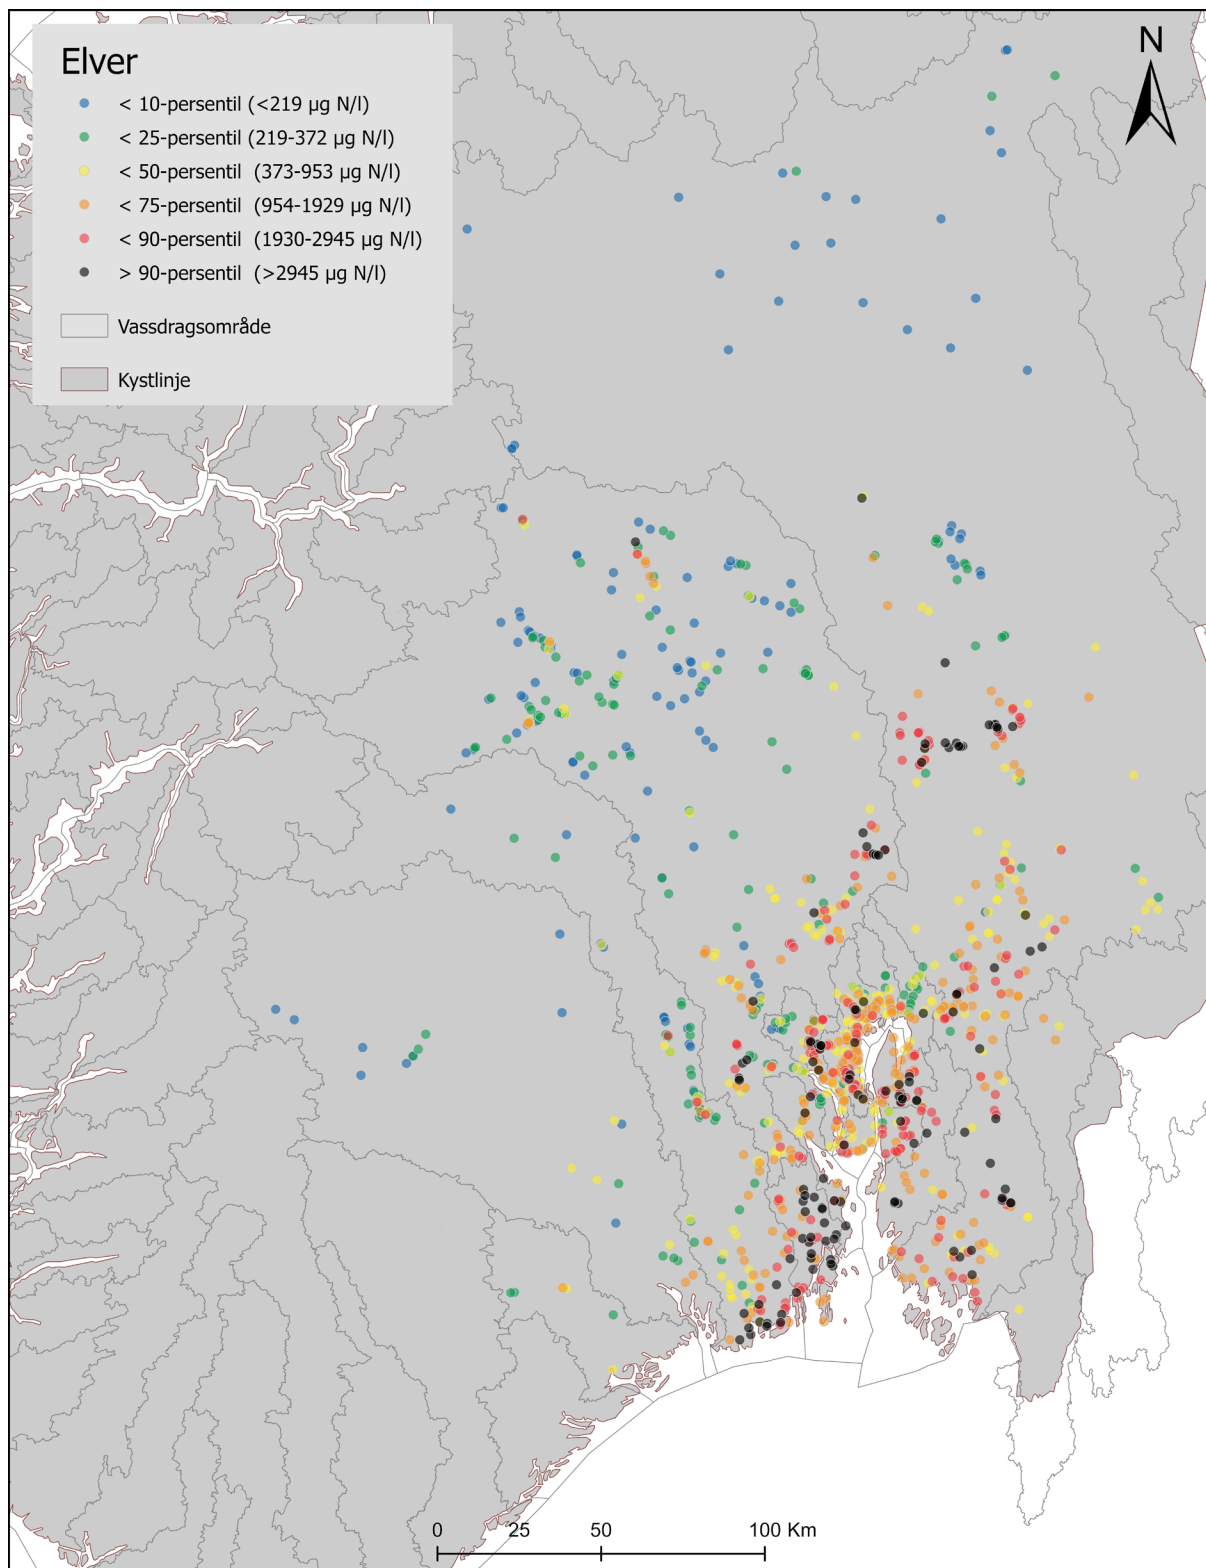 Elver
< 10-persentil (<219 µg N/l)
< 25-persentil (219-372 µg N/l)
< 50-persentil (373-953 µg N/l)
< 75-persentil (954-1929 µg N/l)
< 90-persentil (1930-2945 µg N/l)
> 90-persentil (>2945 µg N/l)
Vassdragsområde
Kystlinje
N
0 25 50 100 Km